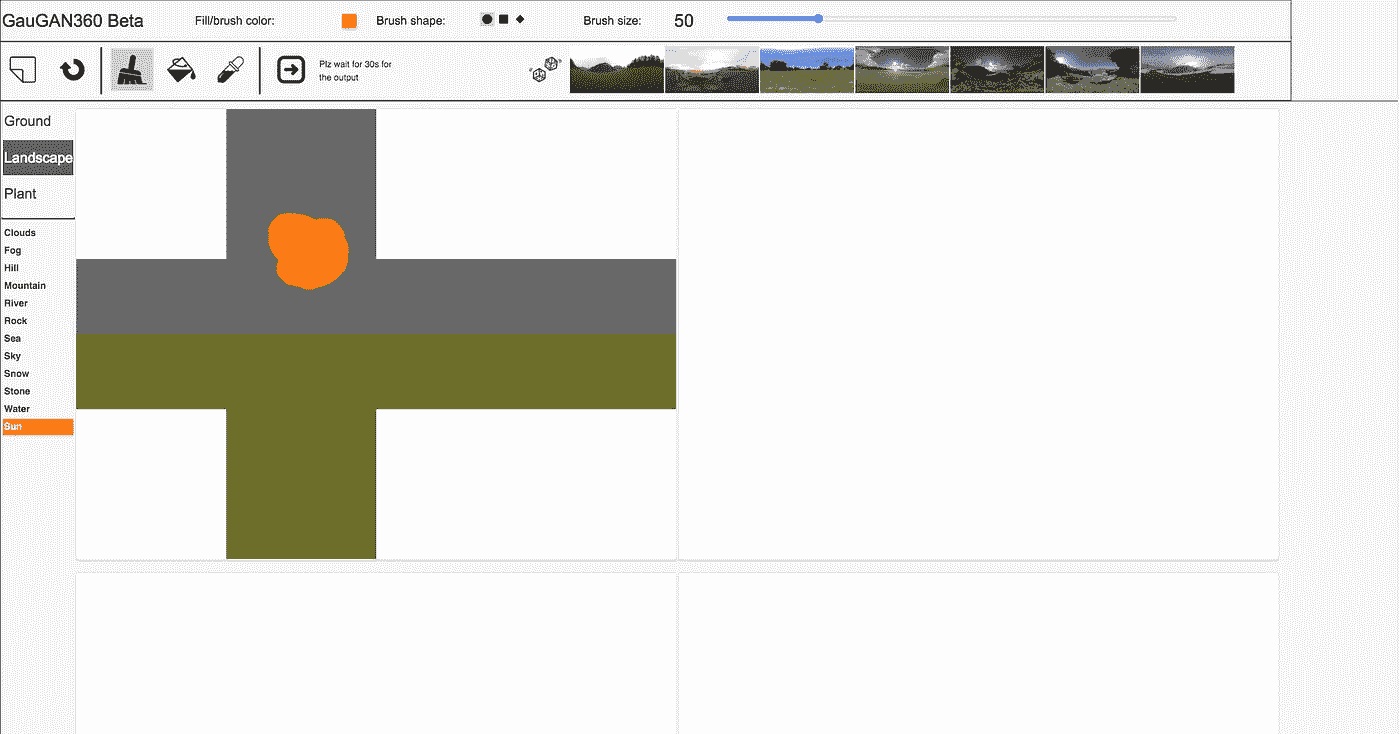 GauGAN360 Beta
Fill/brush color:
Brush shape:
Brush size:
50
Plz wait for 30s for
the output
Ground
Landscape
Plant
Clouds
Fog
Hill
Mountain
River
Rock
Sea
Sky
Snow
Stone
Water
Sun